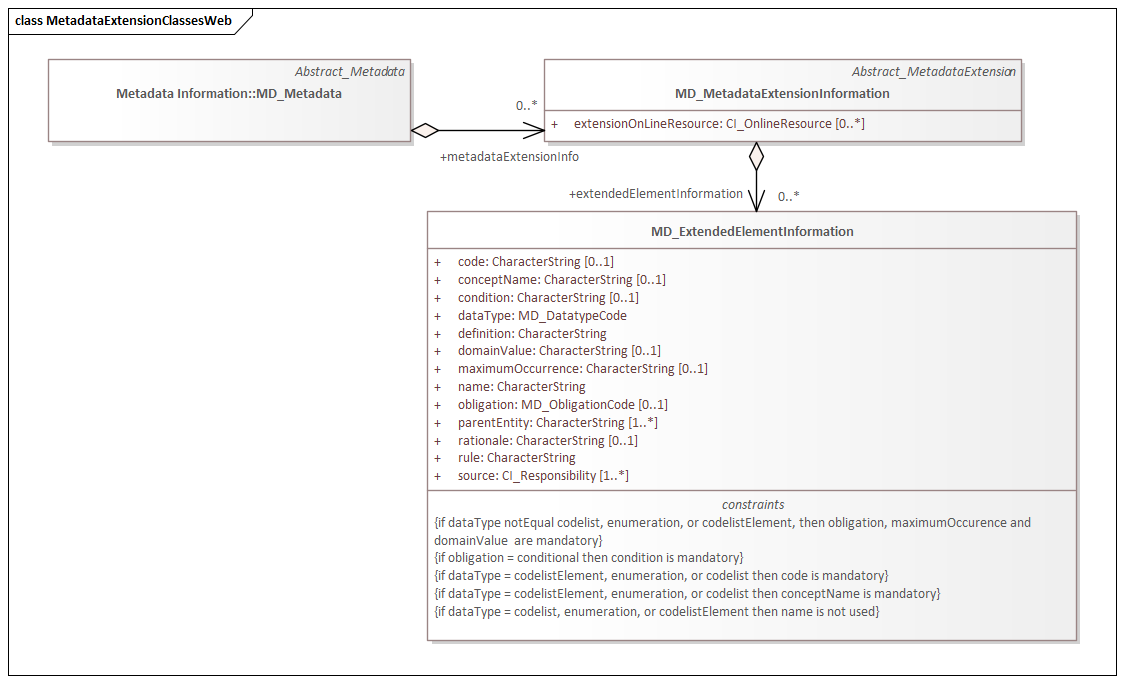 class MetadataExtensionClassesWeb
Abstract_Metadata
Metadata Information::MD_Metadata
Abstract_MetadataExtension
MD_MetadataExtensionInformation
+ extensionOnLineResource: CI_OnlineResource [0..*]
0..*
+metadataExtensionInfo
+extendedElementInformation
0..*
MD_ExtendedElementInformation
+ code: CharacterString [0..1]
+ conceptName: CharacterString [0..1]
+ condition: CharacterString [0..1]
+ dataType: MD_DatatypeCode
+ definition: CharacterString
+ domainValue: CharacterString [0..1]
+ maximumOccurrence: CharacterString [0..1]
+ name: CharacterString
+ obligation: MD_ObligationCode [0..1]
+ parentEntity: CharacterString [1..*]
+ rationale: CharacterString [0..1]
+ rule: CharacterString
+ source: CI_Responsibility [1..*]
constraints
{if dataType notEqual codelist, enumeration, or codelistElement, then obligation, maximumOccurence and
domainValue are mandatory}
{if obligation = conditional then condition is mandatory}
{if dataType = codelistElement, enumeration, or codelist then code is mandatory}
{if dataType = codelistElement, enumeration, or codelist then conceptName is mandatory}
{if dataType = codelist, enumeration, or codelistElement then name is not used}